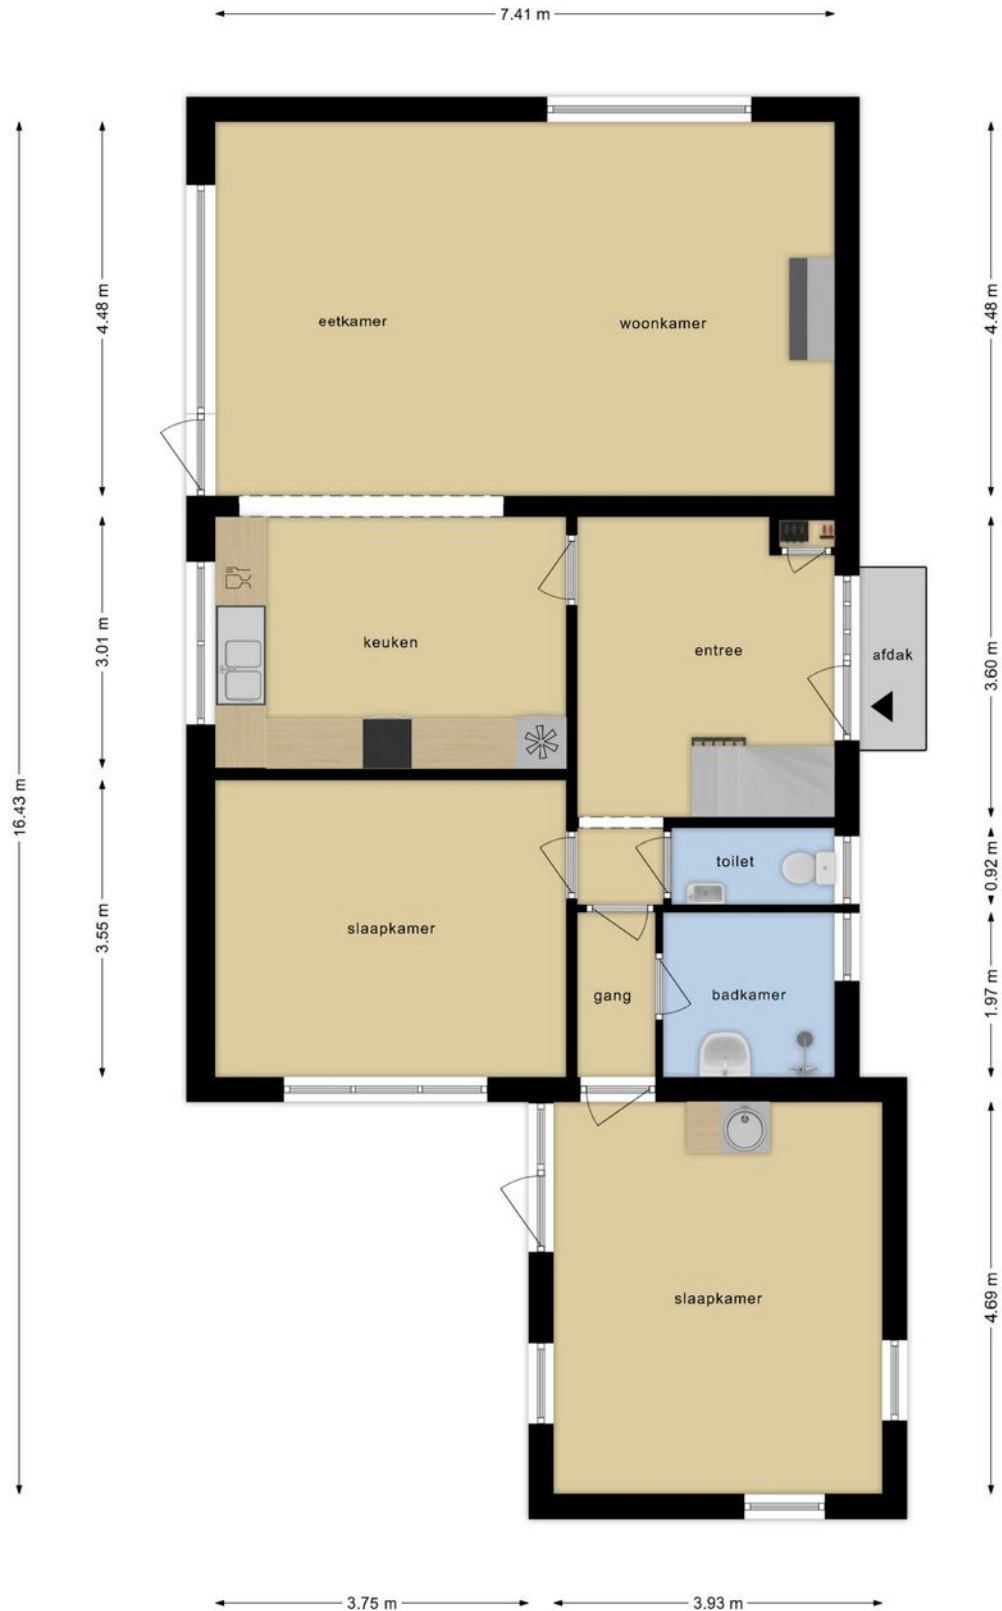 7.41 m
4.48 m
4.48 m
eetkamer
woonkamer
3.01 m
keuken
entree
afdak
3.60 m
16.43 m
toilet
0.92 m
3.55 m
slaapkamer
gang
badkamer
1.97 m
slaapkamer
4.69 m
3.75 m
3.93 m